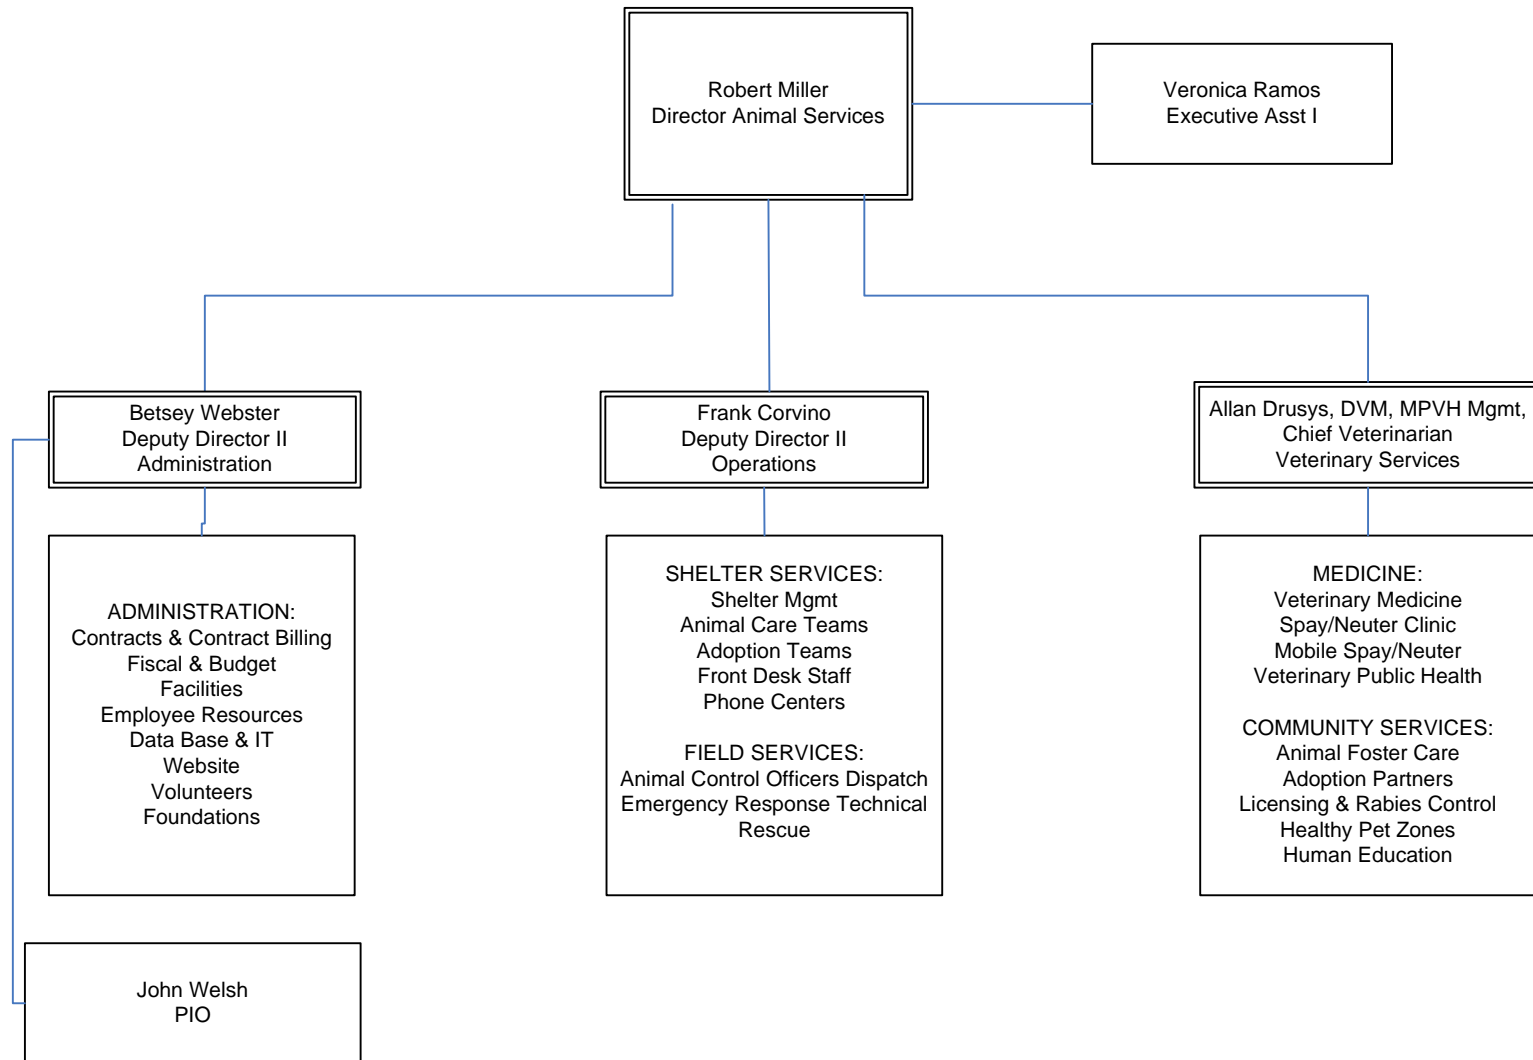 Robert Miller
Director Animal Services
Veronica Ramos
Executive Asst I
Betsey Webster
Deputy Director II
Administration
Frank Corvino
Deputy Director II
Operations
Allan Drusys, DVM, MPVH Mgmt,
Chief Veterinarian
Veterinary Services
ADMINISTRATION:
Contracts & Contract Billing
Fiscal & Budget
Facilities
Employee Resources
Data Base & IT
Website
Volunteers
Foundations
SHELTER SERVICES:
Shelter Mgmt
Animal Care Teams
Adoption Teams
Front Desk Staff
Phone Centers
FIELD SERVICES:
Animal Control Officers Dispatch
Emergency Response Technical
Rescue
MEDICINE:
Veterinary Medicine
Spay/Neuter Clinic
Mobile Spay/Neuter
Veterinary Public Health
COMMUNITY SERVICES:
Animal Foster Care
Adoption Partners
Licensing & Rabies Control
Healthy Pet Zones
Human Education
John Welsh
PIO